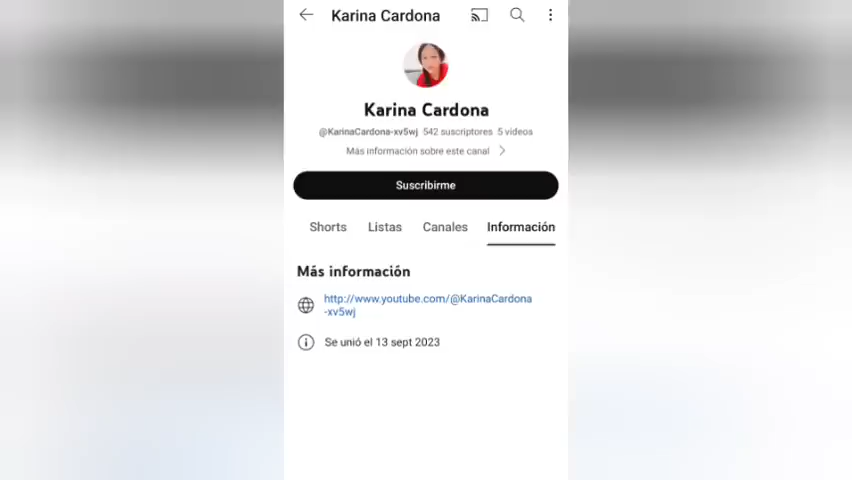 Karina Cardona
Karina Cardona
@KarinaCardona-xv5wj 542 suscriptores 5 videos
Más información sobre este canal
Suscribirme
Shorts Listas Canales Información
Más información
http://www.youtube.com/@KarinaCardona
-xv5wj
Se unió el 13 sept 2023